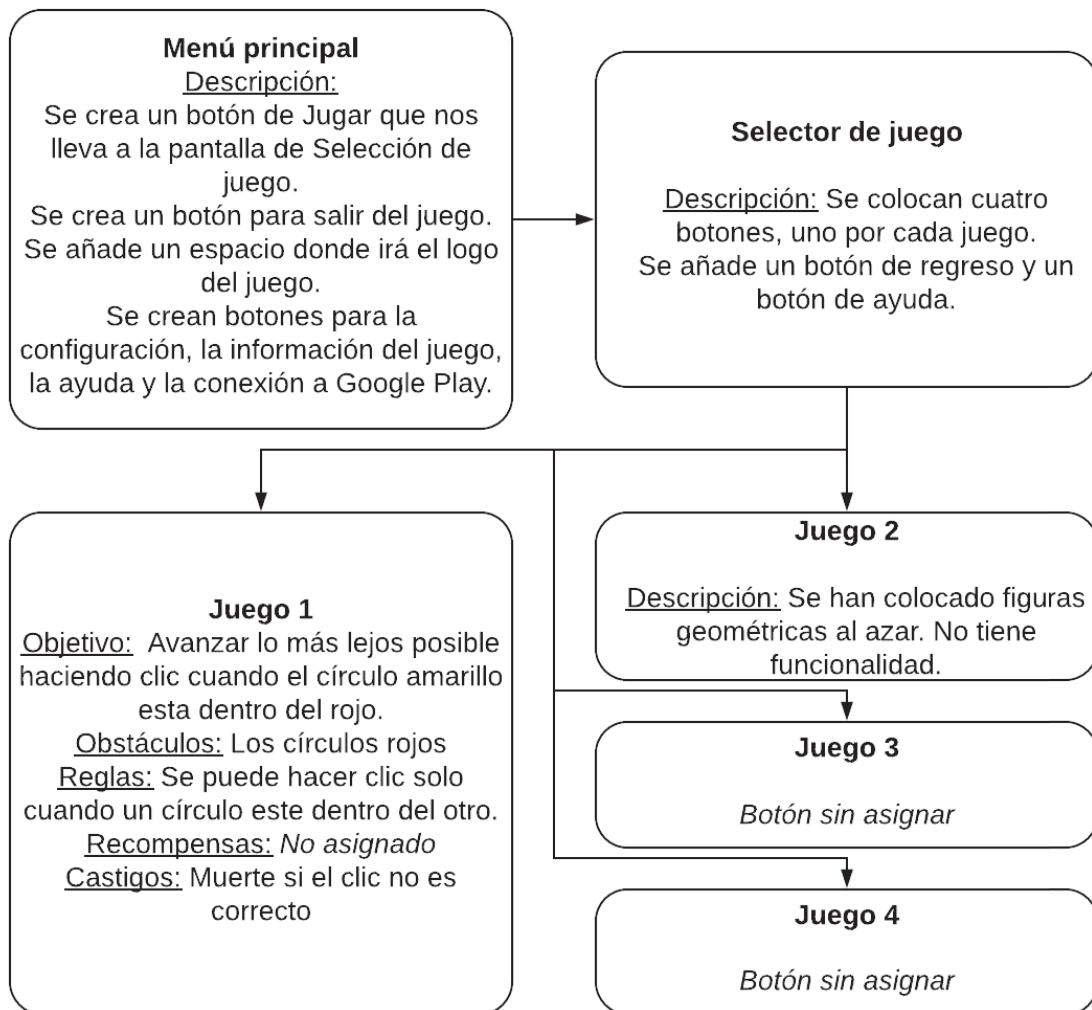 Menú principal
Descripción:
Se crea un botón de Jugar que nos
lleva a la pantalla de Selección de
juego.
Se crea un botón para salir del juego.
Se añade un espacio donde irá el logo
del juego.
Se crean botones para la
configuración, la información del juego,
la ayuda y la conexión a Google Play.
Selector de juego
Descripción: Se colocan cuatro
botones, uno por cada juego.
Se añade un botón de regreso y un
botón de ayuda.
Juego 1
Objetivo: Avanzar lo más lejos posible
haciendo clic cuando el círculo amarillo
esta dentro del rojo.
Obstáculos: Los círculos rojos
Reglas: Se puede hacer clic solo
cuando un círculo este dentro del otro.
Recompensas: No asignado
Castigos: Muerte si el clic no es
correcto
Juego 2
Descripción: Se han colocado figuras
geométricas al azar. No tiene
funcionalidad.
Juego 3
Botón sin asignar
Juego 4
Botón sin asignar